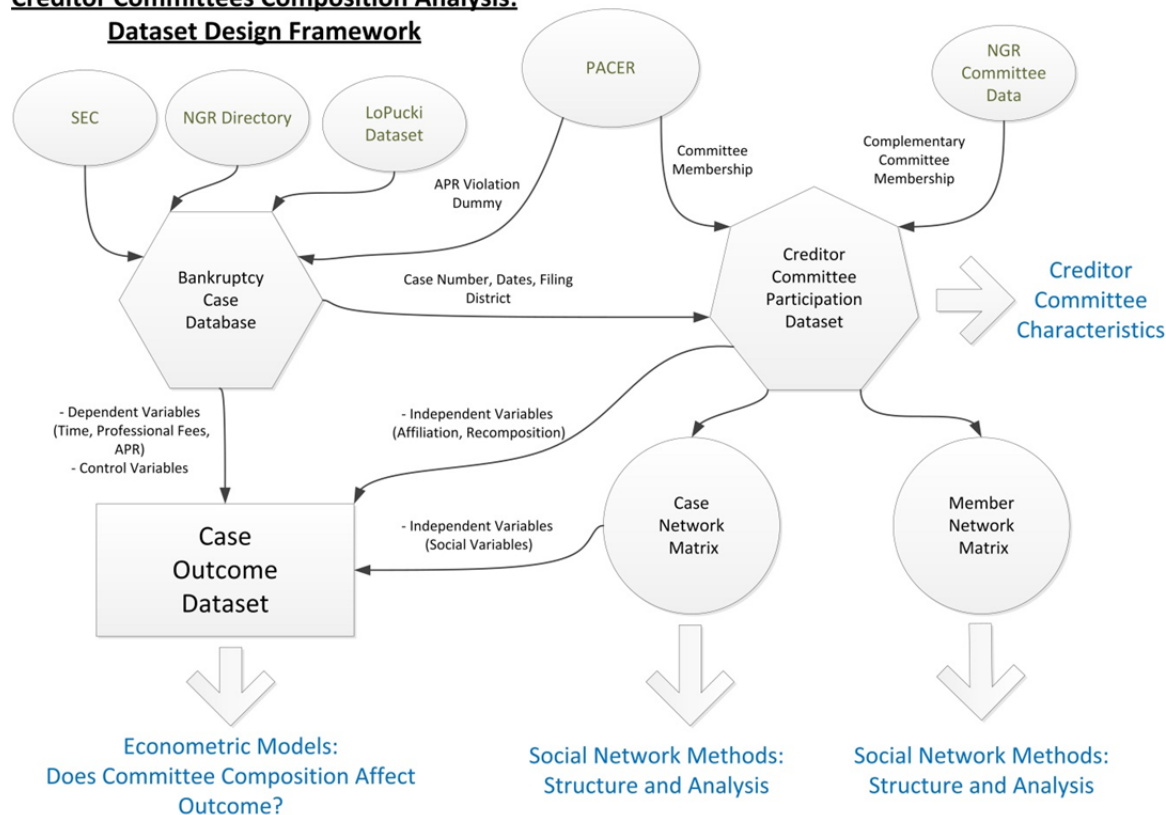 Creditor Committees Composition Analysis:
Dataset Design Framework
SEC
NGR Directory
LoPucki
Dataset
PACER
NGR
Committee
Data
APR Violation
Dummy
Committee
Membership
Complementary
Committee
Membership
Bankruptcy
Case
Database
Case Number, Dates, Filing
District
Creditor
Committee
Participation
Dataset
Creditor
Committee
Characteristics
- Dependent Variables
(Time, Professional Fees,
APR)
- Control Variables
- Independent Variables
(Affiliation, Recomposition)
- Independent Variables
(Social Variables)
Case
Outcome
Dataset
Case
Network
Matrix
Member
Network
Matrix
Econometric Models:
Does Committee Composition Affect
Outcome?
Social Network Methods:
Structure and Analysis
Social Network Methods:
Structure and Analysis